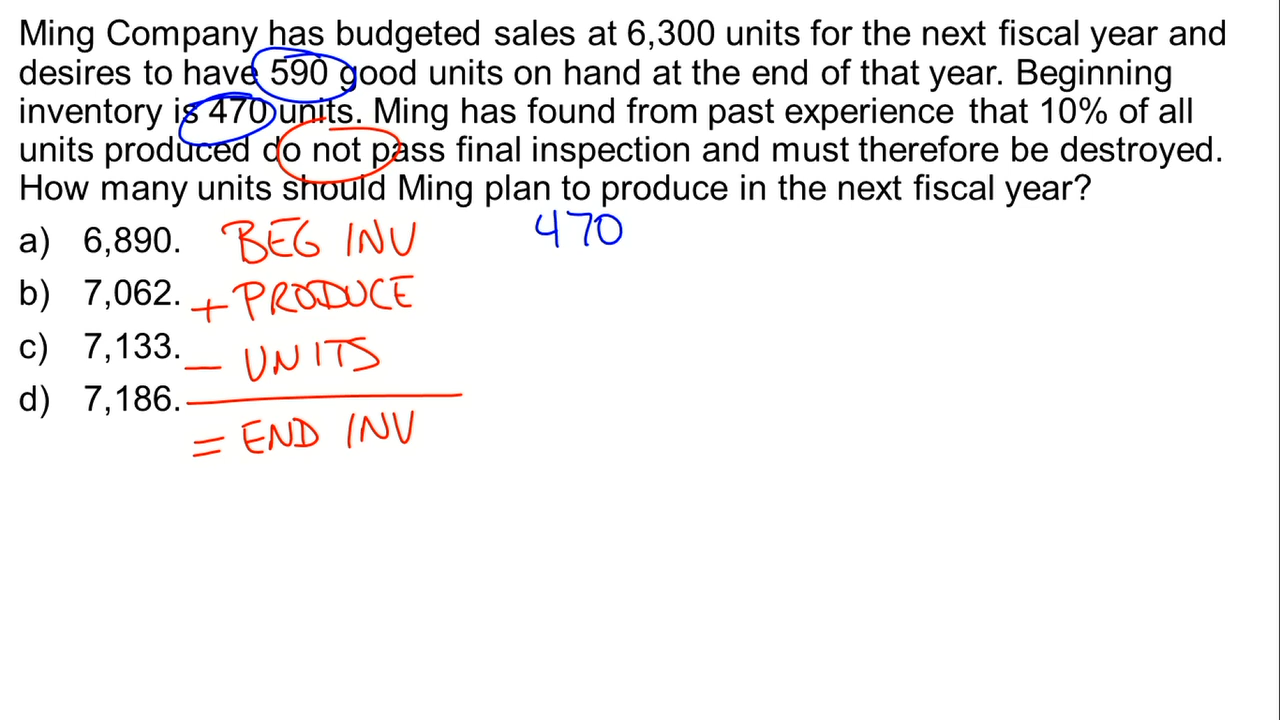 Ming Company has budgeted sales at 6,300 units for the next fiscal year and
desires to have 590 good units on hand at the end of that year. Beginning
inventory is 470 units. Ming has found from past experience that 10% of all
units produced do not pass final inspection and must therefore be destroyed.
How many units should Ming plan to produce in the next fiscal year?
a) 6,890. BEG INV 470
b) 7,062. + PRODUCE
c) 7,133. - UNITS
d) 7,186.
= END INV